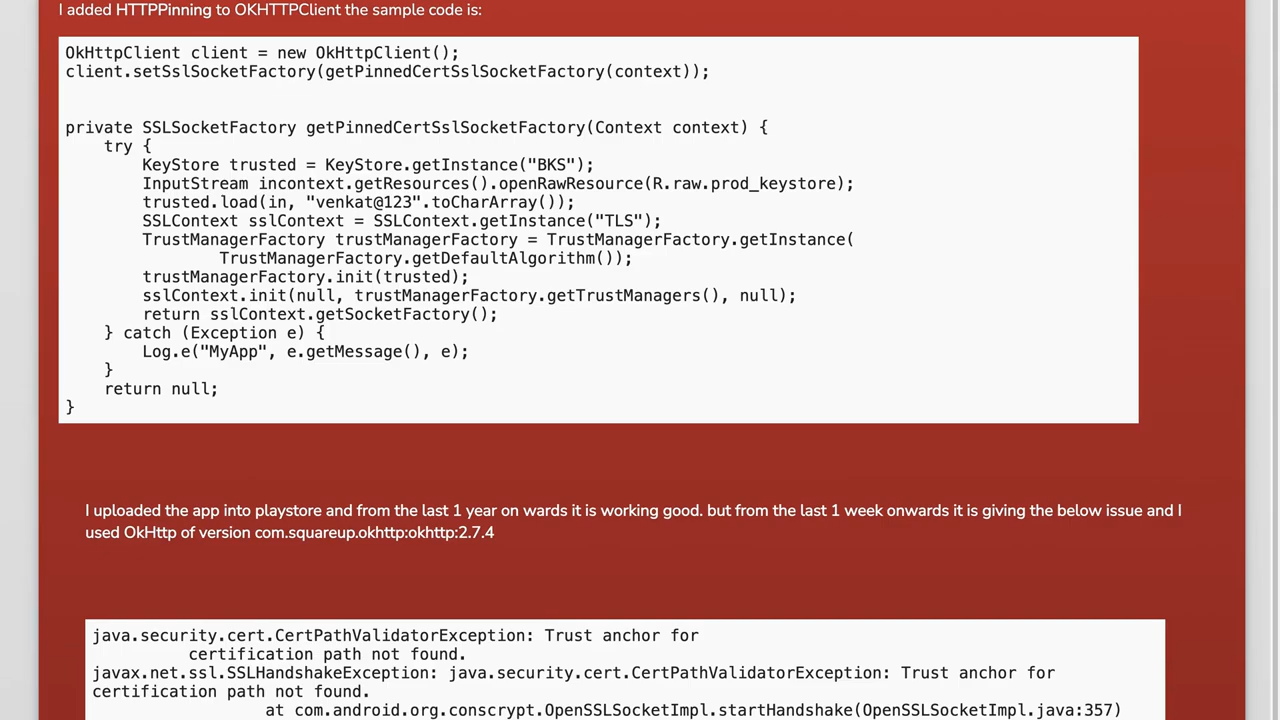 I added HTTPPinning to OKHTTPClient the sample code is:
OkHttpClient client = new OkHttpClient();
client.setSslSocketFactory(getPinnedCertSslSocketFactory(context));
private SSLSocketFactory getPinnedCertSslSocketFactory(Context context) {
try {
KeyStore trusted = KeyStore.getInstance("BKS");
InputStream incontext.getResources().openRawResource(R.raw.prod_keystore);
trusted.load(in, "venkat@123".toCharArray());
SSLContext sslContext = SSLContext.getInstance("TLS");
TrustManagerFactory trustManagerFactory = TrustManagerFactory.getInstance(
TrustManagerFactory.getDefaultAlgorithm());
trustManagerFactory.init(trusted);
sslContext.init(null, trustManagerFactory.getTrustManagers(), null);
return sslContext.getSocketFactory();
} catch (Exception e) {
Log.e("MyApp", e.getMessage(), e);
}
return null;
}
I uploaded the app into playstore and from the last 1 year on wards it is working good. but from the last 1 week onwards it is giving the below issue and I
used OkHttp of version com.squareup.okhttp:okhttp:2.7.4
java.security.cert.CertPathValidatorException: Trust anchor for
certification path not found.
javax.net.ssl.SSLHandshakeException: java.security.cert.CertPathValidatorException: Trust anchor for
certification path not found.
at com.android.org.conscrypt.OpenSSLSocketImpl.startHandshake(OpenSSLSocketImpl.java:357)